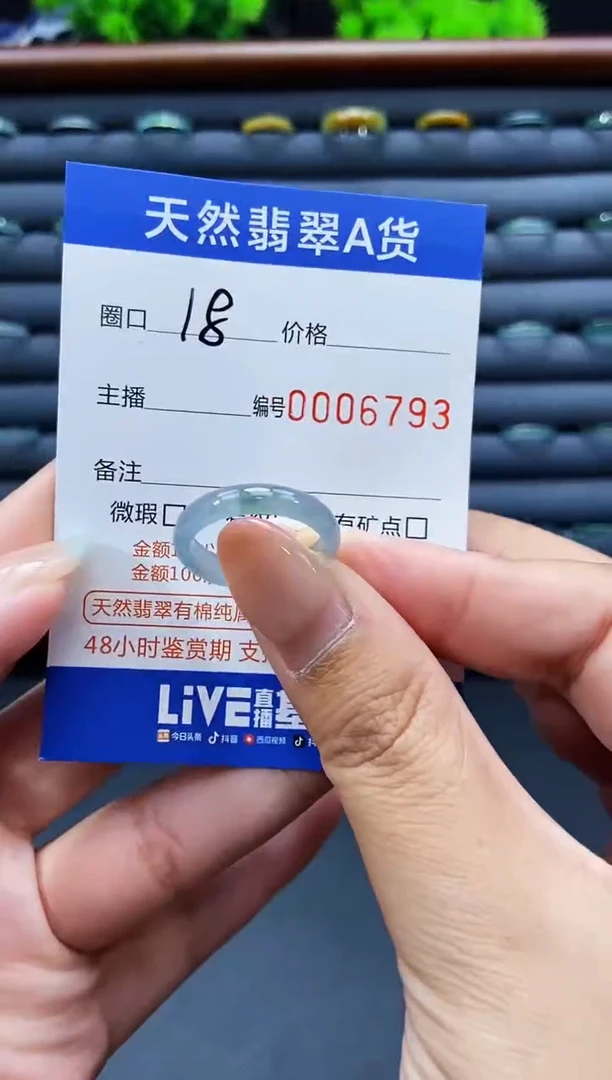 天然翡翠A货
圈口 18 价格
主播 编号0006793
备注
微瑕 有矿点
金额1
金额100
天然翡翠有棉纯属
48小时鉴赏期 支
LiVE直播基
今日头条 抖音 西瓜视频